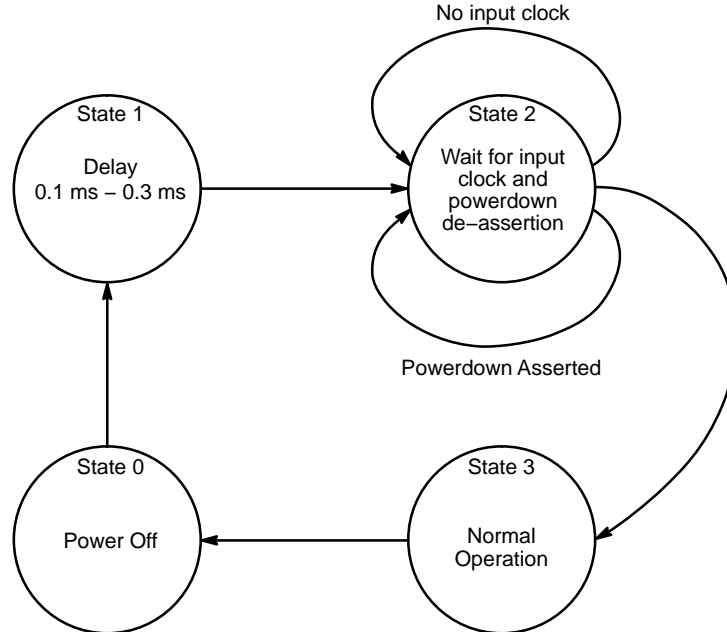 No input clock
State 1
Delay
0.1 ms − 0.3 ms
State 2
Wait for input
clock and
powerdown
de−assertion
Powerdown Asserted
State 0
Power Off
State 3
Normal
Operation